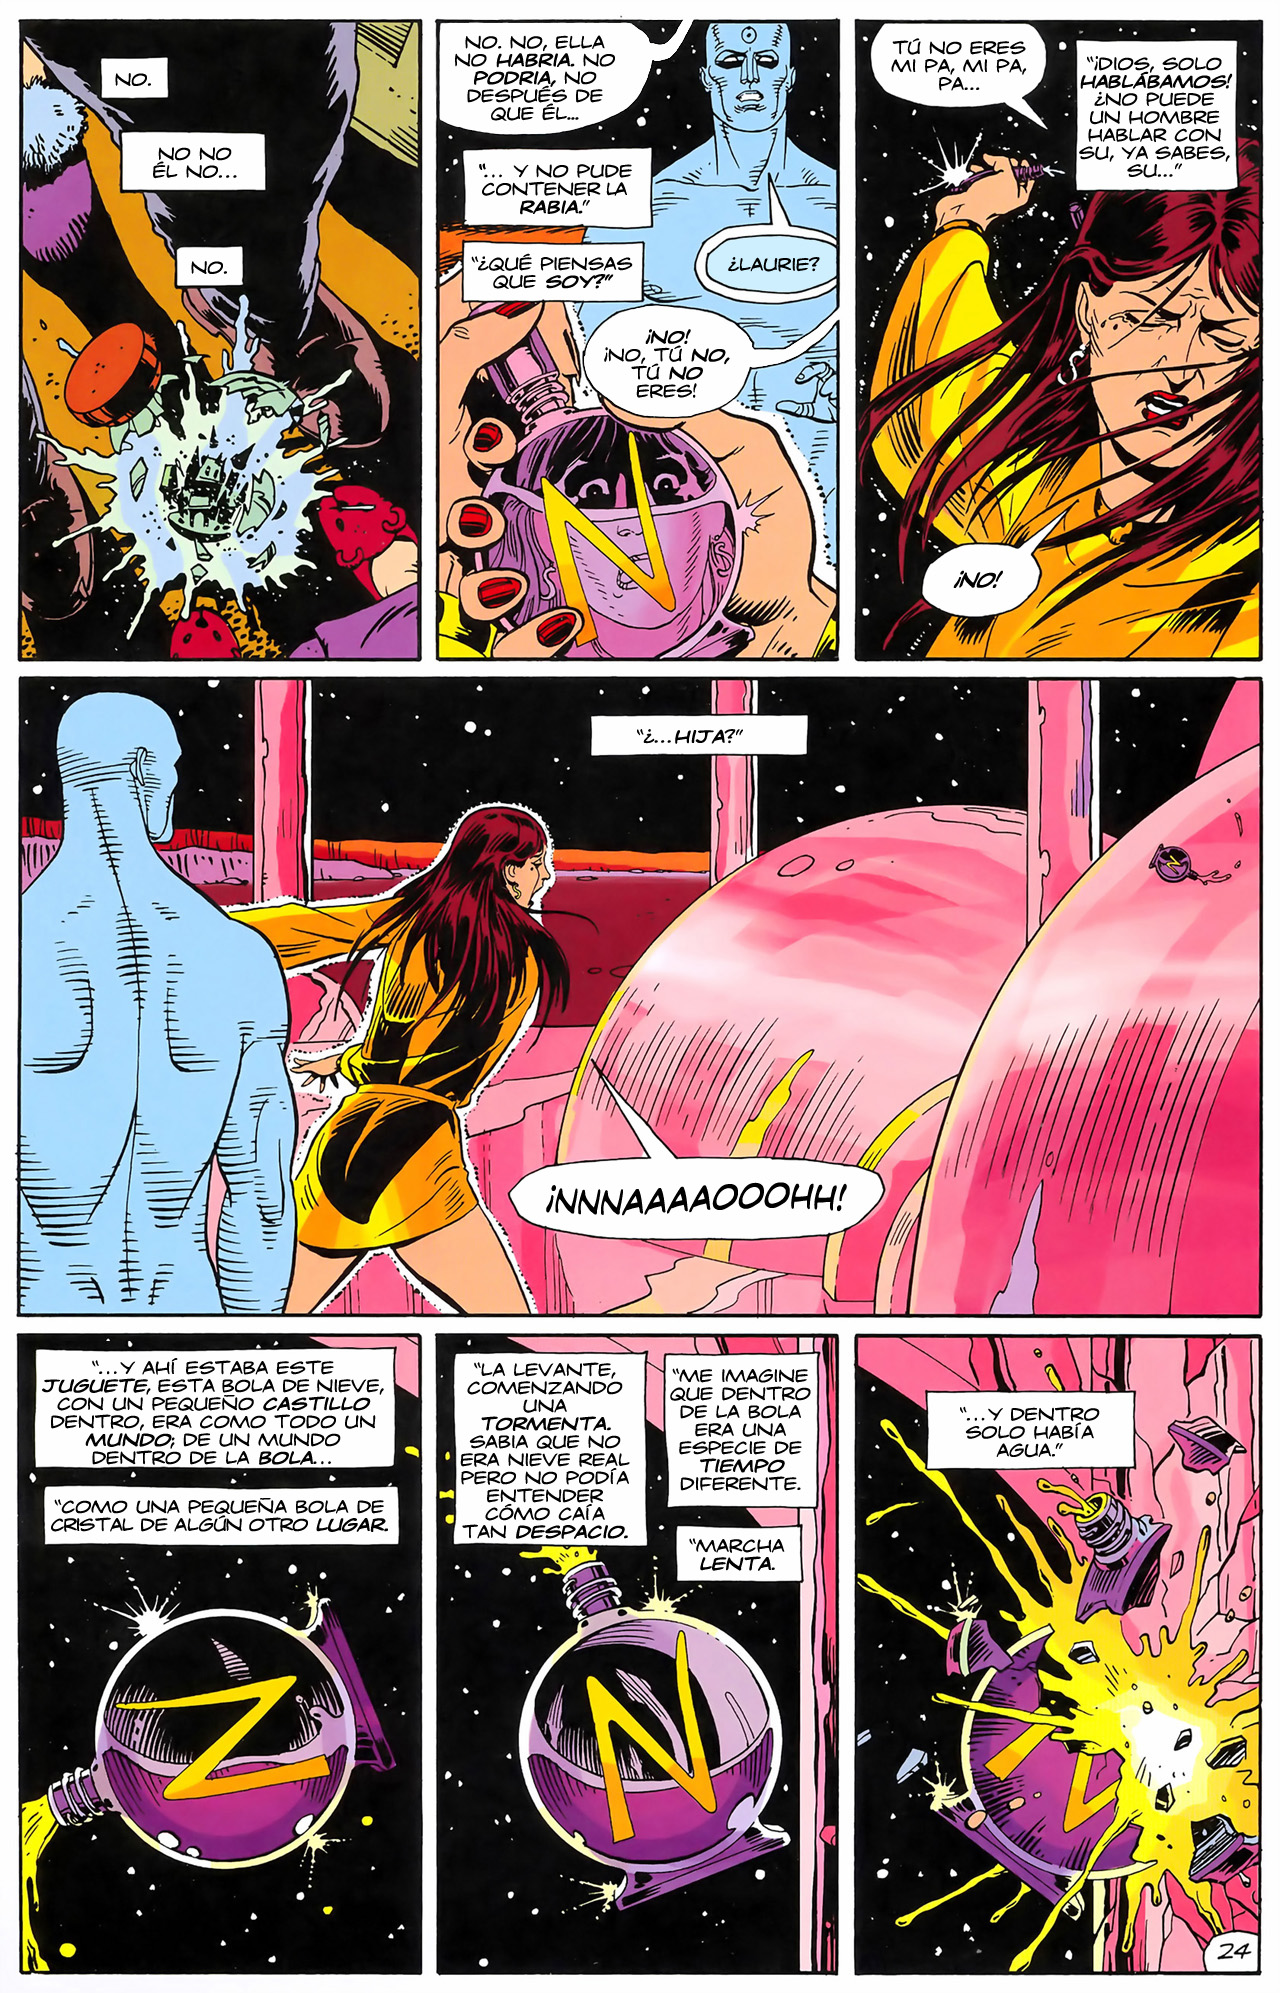 NO.
NO NO
ÉL NO...
NO.
NO. NO, ELLA
NO HABRIA. NO
PODRIA, NO
DESPUÉS DE
QUE ÉL...
"... Y NO PUDE
CONTENER LA
RABIA."
"¿QUÉ PIENSAS
QUE SOY?"
¿LAURIE?
¡NO!
¡NO, TÚ NO,
TÚ NO
ERES!
N
TÚ NO ERES
MI PA, MI PA,
PA...
"¡DIOS, SOLO
HABLÁBAMOS!
¿NO PUEDE
UN HOMBRE
HABLAR CON
SU, YA SABES,
SU..."
¡NO!
"¿...HIJA?"
N
¡NNNAAAAOOOHH!
"...Y AHÍ ESTABA ESTE
JUGUETE, ESTA BOLA DE NIEVE,
CON UN PEQUEÑO CASTILLO
DENTRO, ERA COMO TODO UN
MUNDO; DE UN MUNDO
DENTRO DE LA BOLA...
"COMO UNA PEQUEÑA BOLA DE
CRISTAL DE ALGÚN OTRO LUGAR.
N
"LA LEVANTE,
COMENZANDO
UNA
TORMENTA.
SABIA QUE NO
ERA NIEVE REAL
PERO NO PODÍA
ENTENDER
CÓMO CAÍA
TAN DESPACIO.
"ME IMAGINE
QUE DENTRO
DE LA BOLA
ERA UNA
ESPECIE DE
TIEMPO
DIFERENTE.
"MARCHA
LENTA.
N
"...Y DENTRO
SOLO HABÍA
AGUA."
N
24